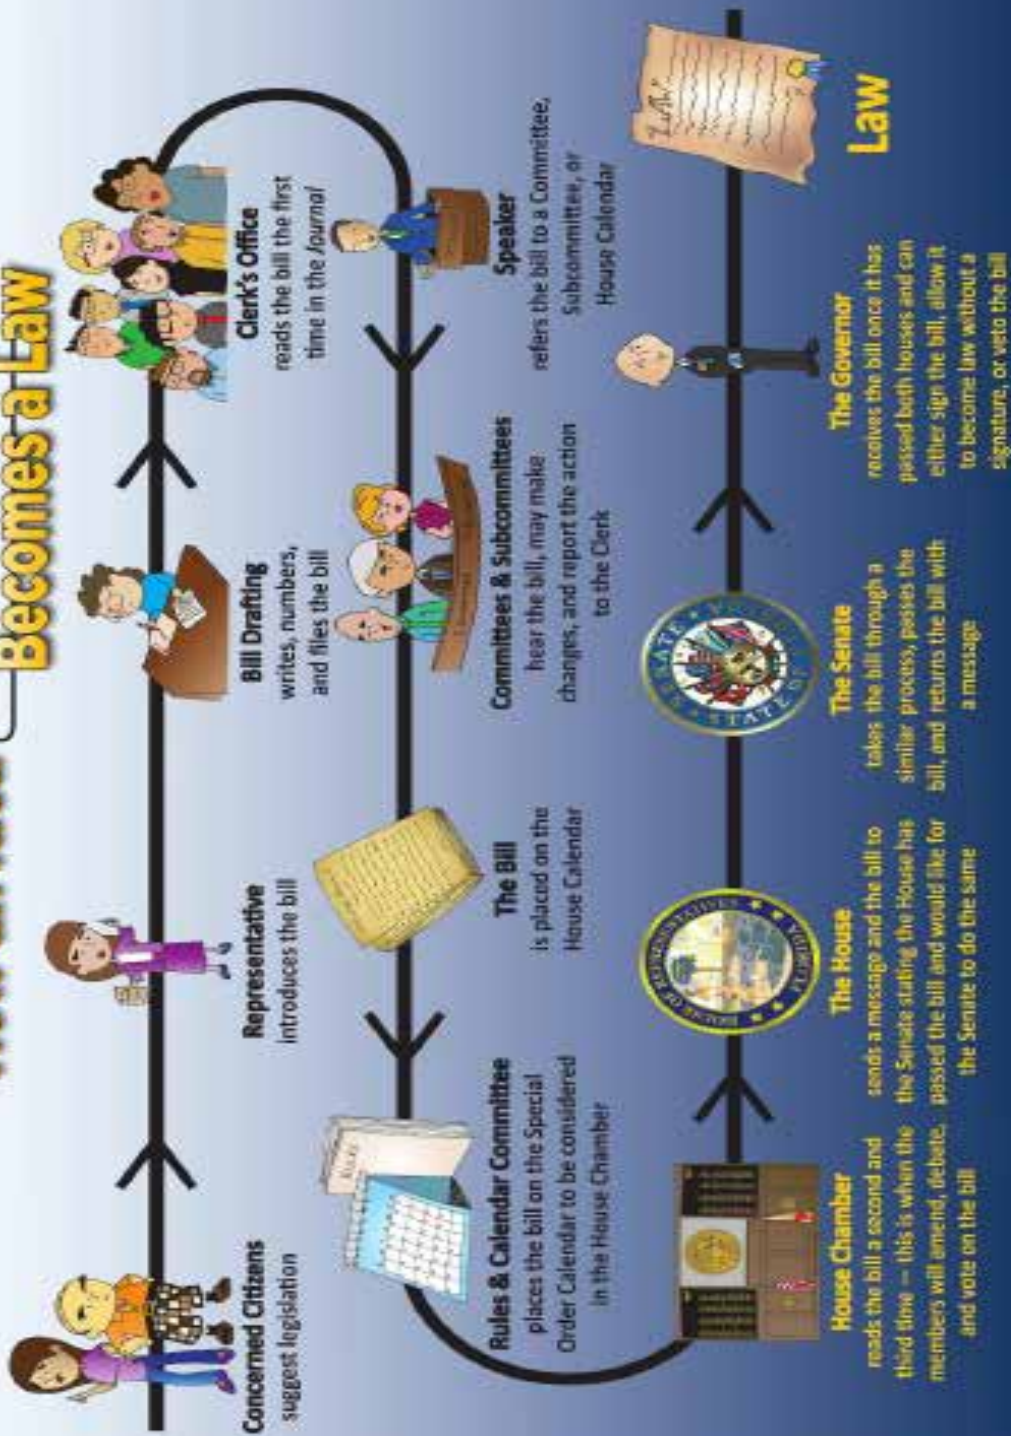 Becomes a Law
Concerned Citizens
suggest legislation
Representative
introduces the bill
Bill Drafting
writes, numbers,
and files the bill
Clerk's Office
reads the bill the first
time in the Journal
Speaker
refers the bill to a Committee,
Subcommittee, or
House Calendar
Committees & Subcommittees
hear the bill, may make
changes, and report the action
to the Clerk
The Bill
is placed on the
House Calendar
Rules & Calendar Committee
places the bill on the Special
Order Calendar to be considered
in the House Chamber
House Chamber
reads the bill a second and
third time — this is when the
members will amend, debate,
and vote on the bill
The House
sends a message and the bill to
the Senate stating the House has
passed the bill and would like for
the Senate to do the same
HOUSE OF REPRESENTATIVES
FLORIDA
The Senate
takes the bill through a
similar process, passes the
bill, and returns the bill with
a message
SENATE
STATE OF
The Governor
receives the bill once it has
passed both houses and can
either sign the bill, allow it
to become law without a
signature, or veto the bill
Law